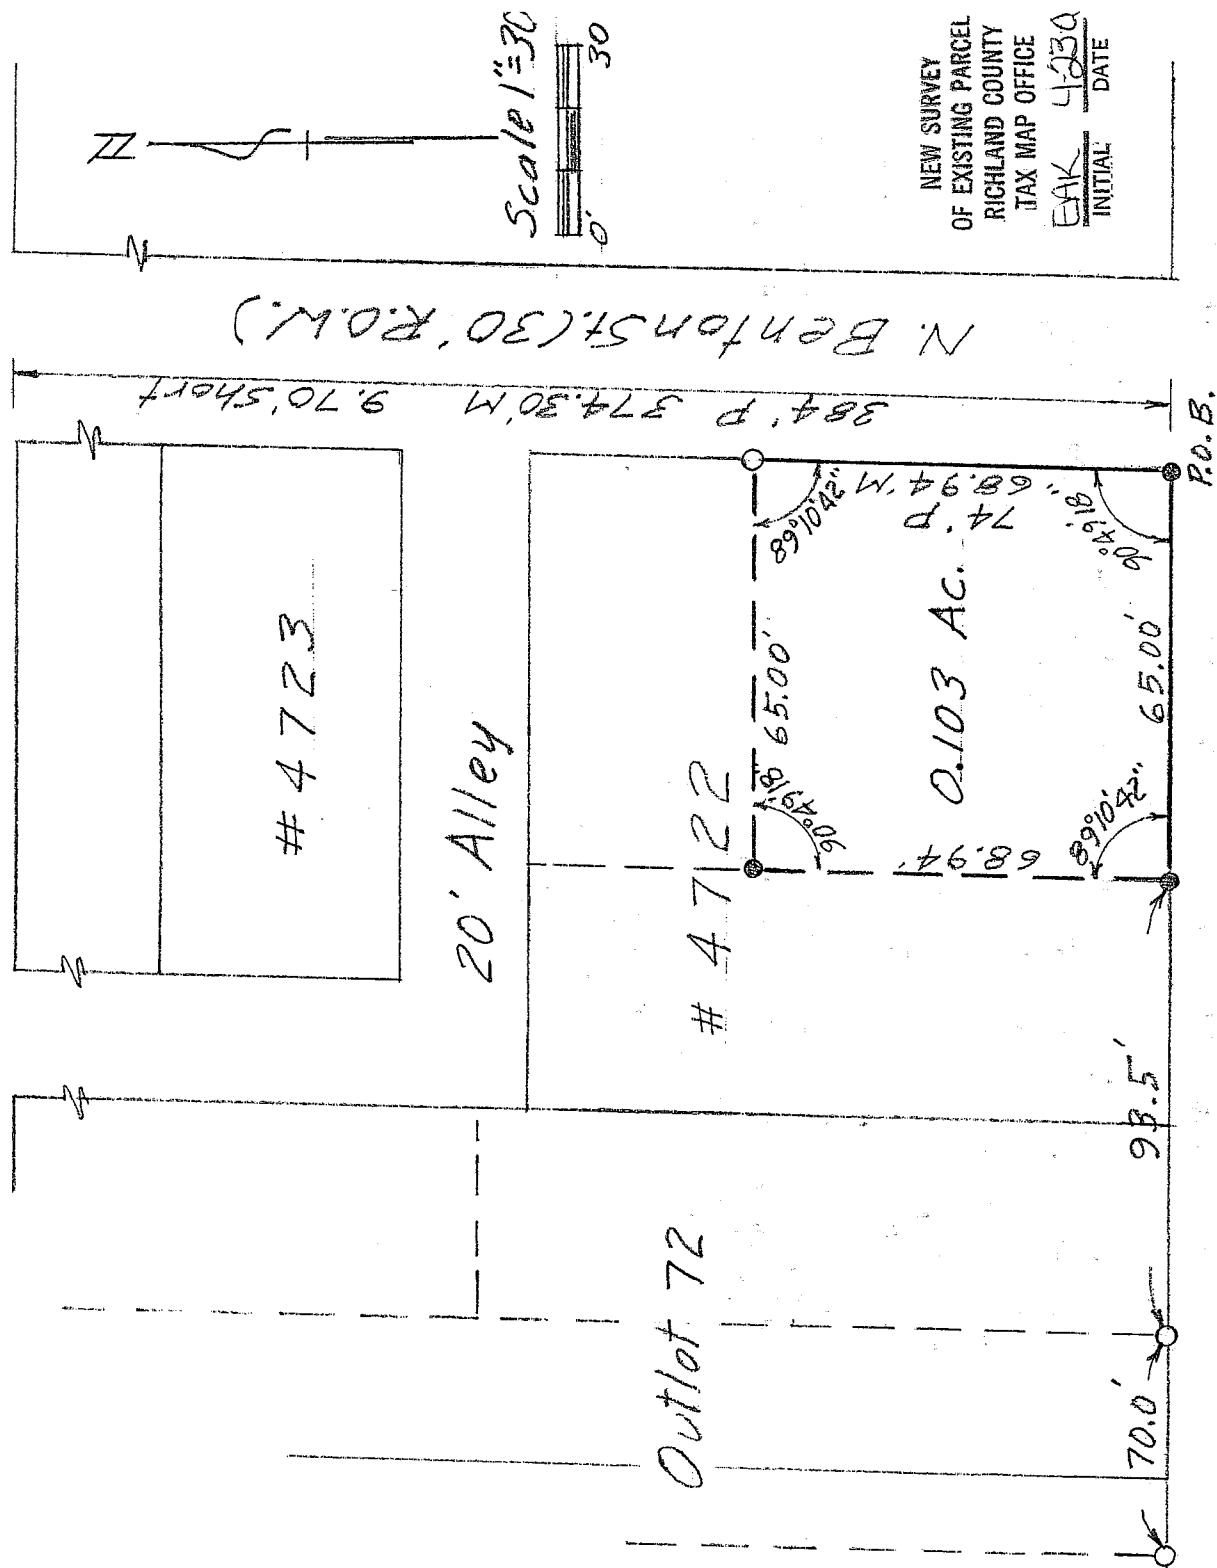 N
Scale 1"=30
0' 30
NEW SURVEY
OF EXISTING PARCEL
RICHLAND COUNTY
TAX MAP OFFICE
EAK
INITIAL DATE
N. Benton St. (30' R.O.W.)
384' P 374.30' M 9.70' Short
# 4723
20' Alley
# 4722
65.00'
89°10'42"
90°49'18"
74' P
68.94' M
0.103 Ac.
68.94'
90°49'18"
89°10'42"
65.00'
P.O.B.
Outlot 72
93.5'
70.0'